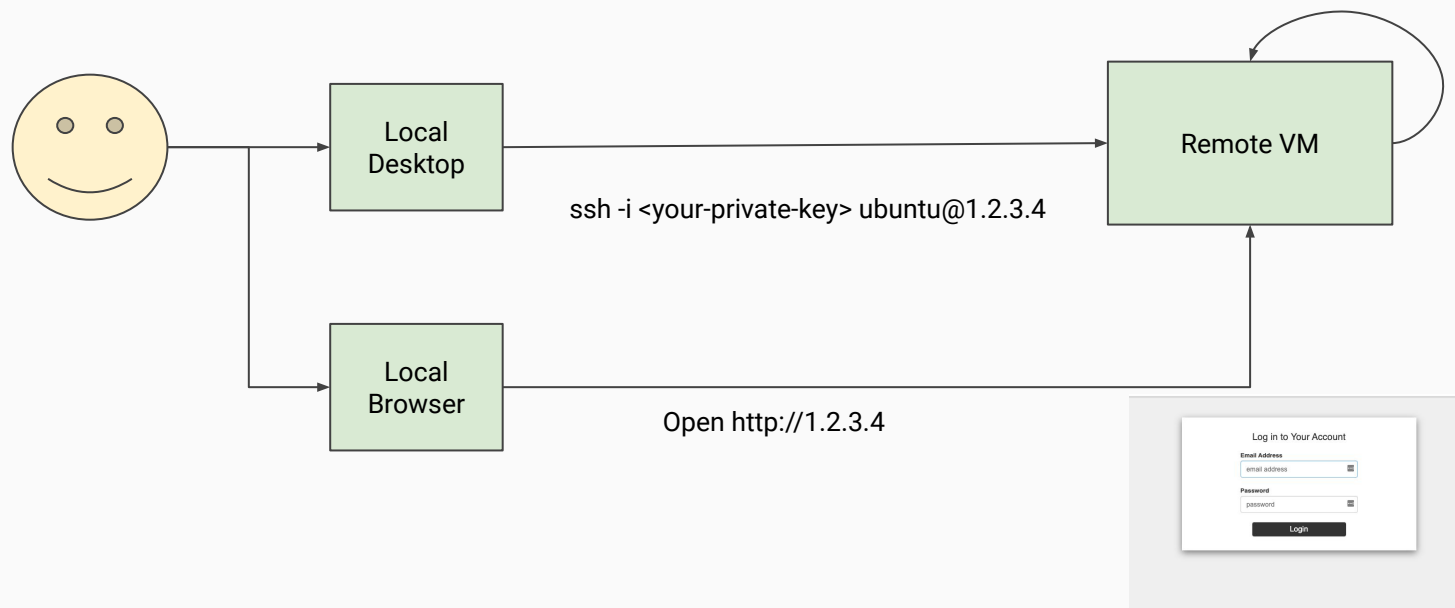 Local
Desktop
Remote VM
ssh -i <your-private-key> ubuntu@1.2.3.4
Local
Browser
Open http://1.2.3.4
Log in to Your Account
Email Address
email address
Password
password
Login